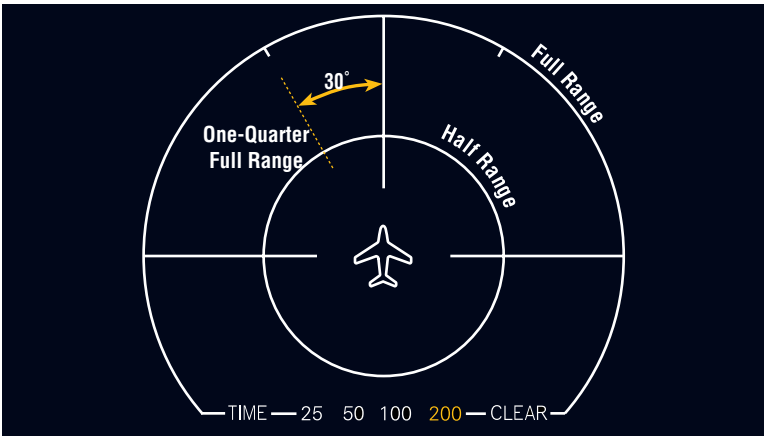 Full Range
30°
Half Range
One-Quarter
Full Range
TIME 25 50 100 200 CLEAR